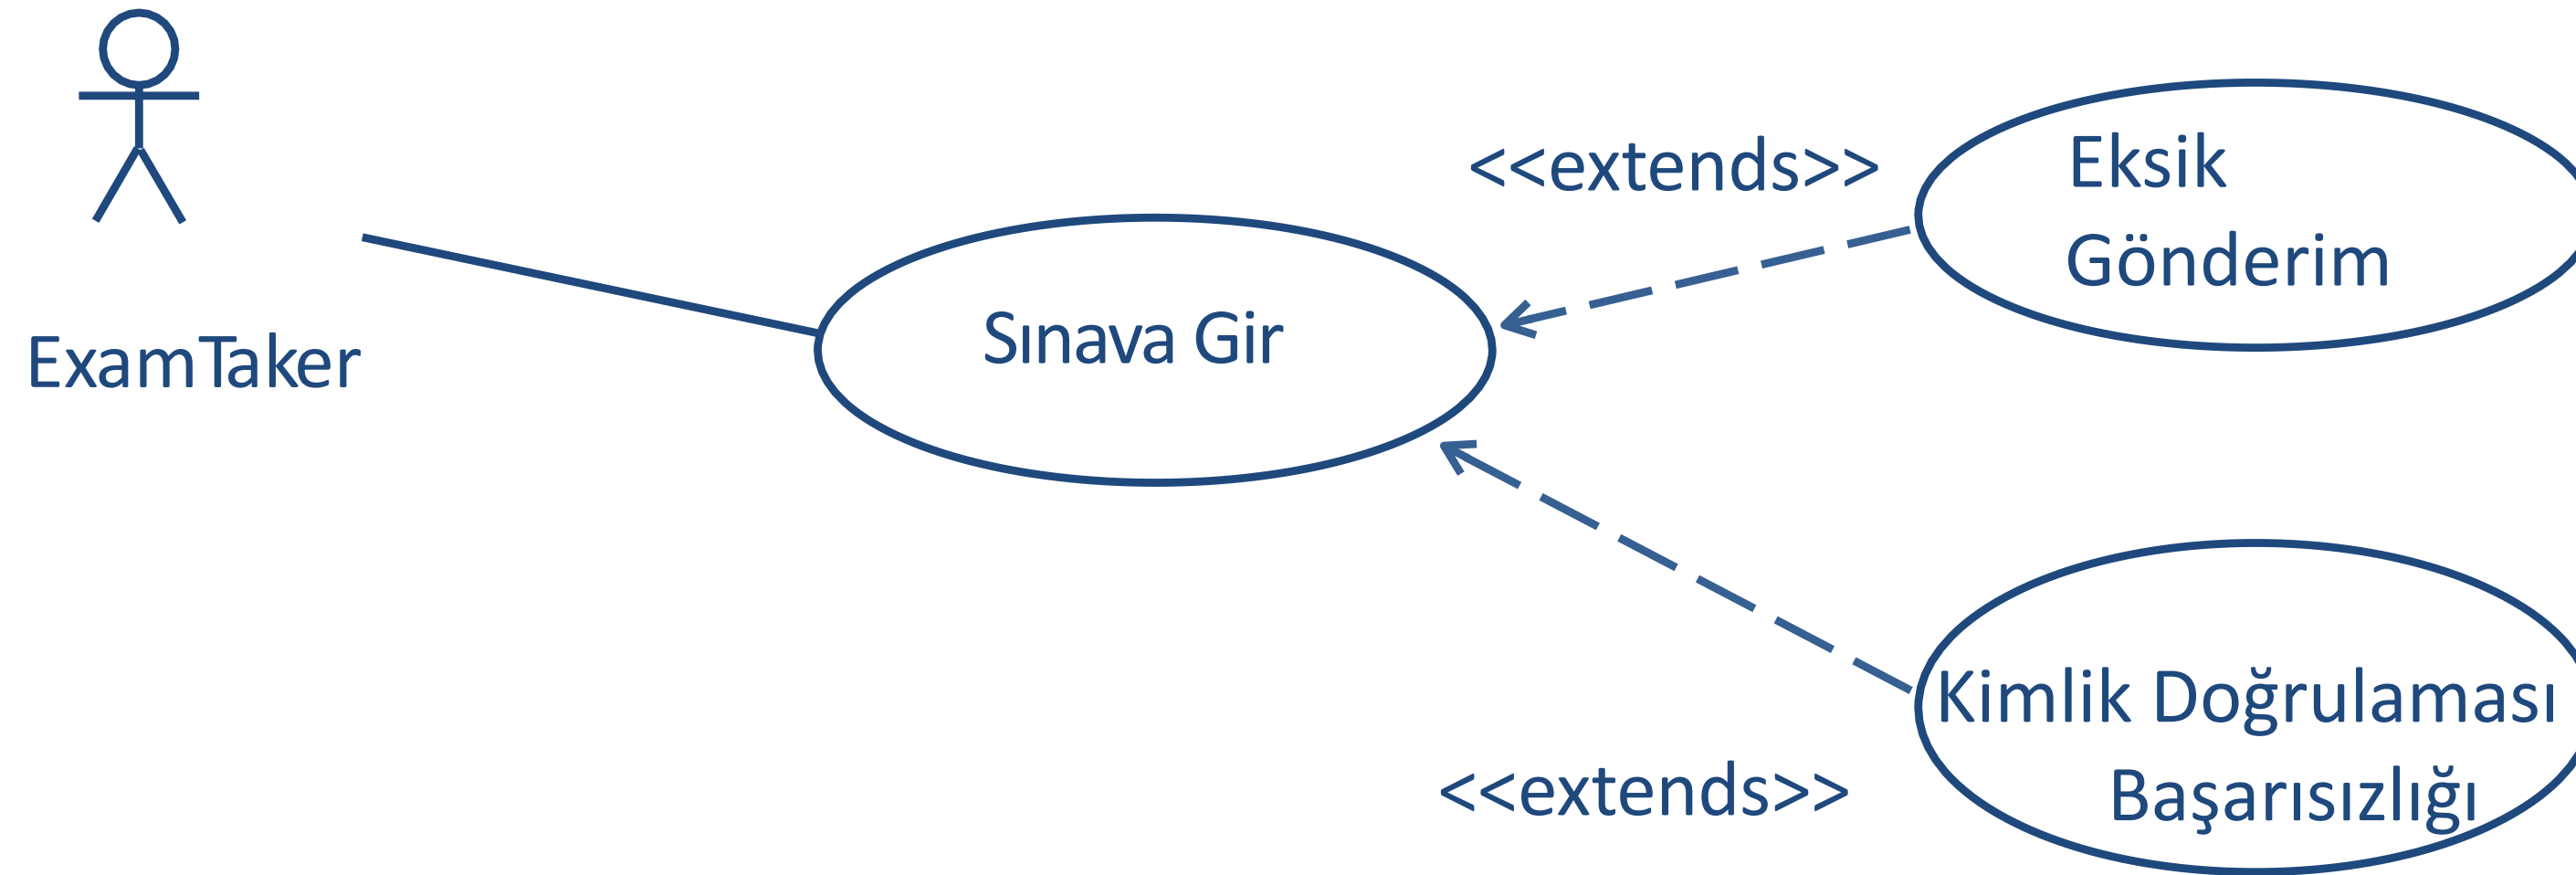 ExamTaker
Sınava Gir
<<extends>>
Eksik
Gönderim
<<extends>>
Kimlik Doğrulaması
Başarısızlığı